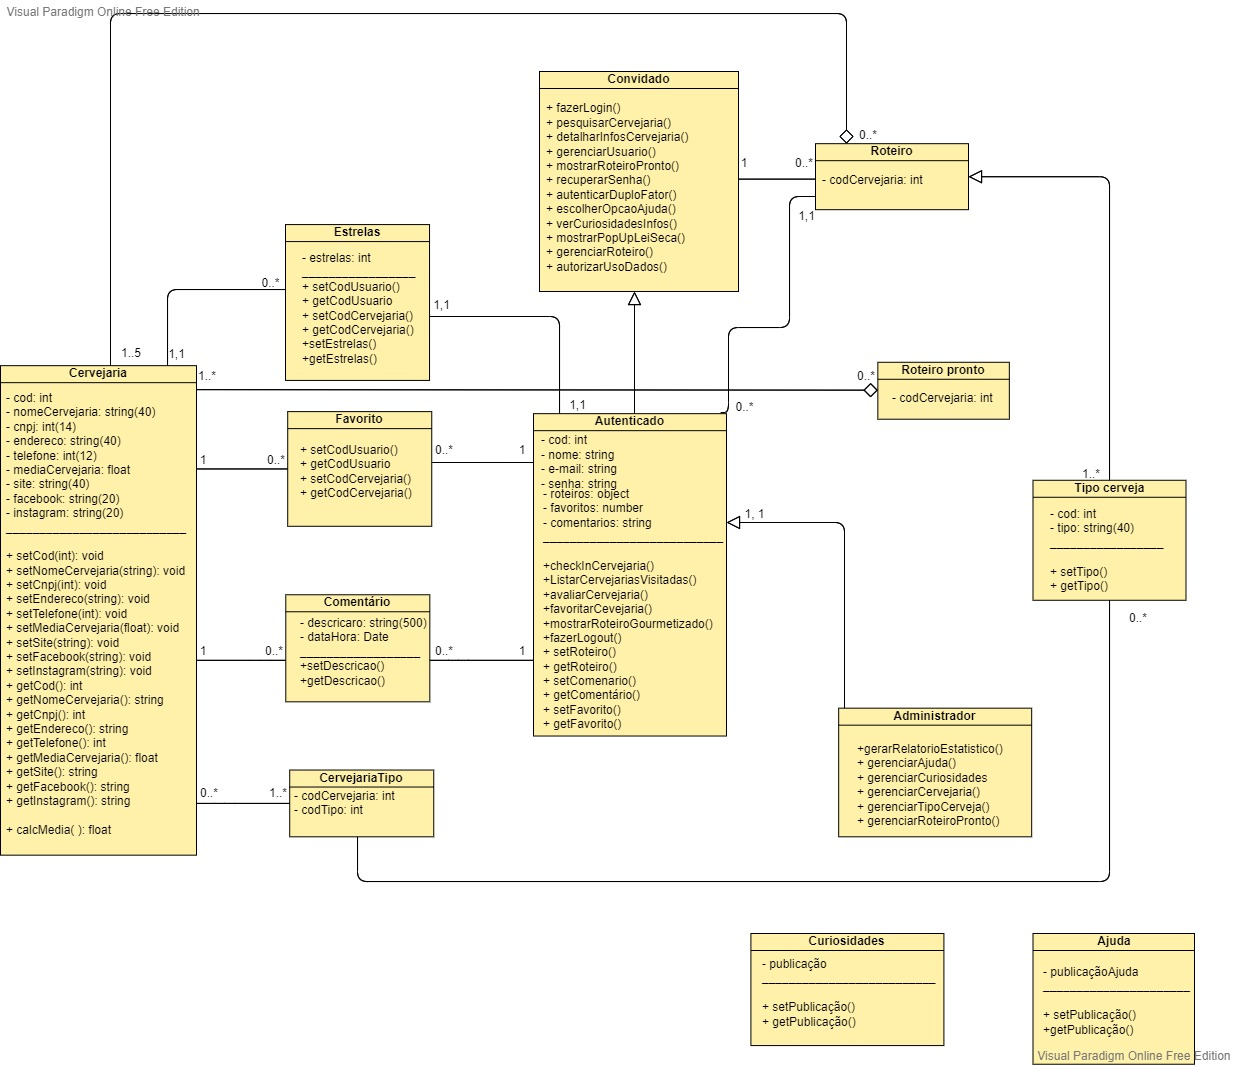 Visual Paradigm Online Free Edition
Convidado
+ fazerLogin()
+ pesquisarCervejaria()
+ detalharInfosCervejaria()
+ gerenciarUsuario()
+ mostrarRoteiroPronto()
+ recuperarSenha()
+ autenticarDuploFator()
+ escolherOpcaoAjuda()
+ verCuriosidadesInfos()
+ mostrarPopUpLeiSeca()
+ gerenciarRoteiro()
+ autorizarUsoDados()
1
0..*
0..*
Roteiro
- codCervejaria: int
1,1
Estrelas
- estrelas: int
+ setCodUsuario()
+ getCodUsuario
+ setCodCervejaria()
+ getCodCervejaria()
+setEstrelas()
+getEstrelas()
0..*
1,1
1..5
1,1
Cervejaria
- cod: int
- nomeCervejaria: string(40)
- cnpj: int(14)
- endereco: string(40)
- telefone: int(12)
- mediaCervejaria: float
- site: string(40)
- facebook: string(20)
- instagram: string(20)
+ setCod(int): void
+ setNomeCervejaria(string): void
+ setCnpj(int): void
+ setEndereco(string): void
+ setTelefone(int): void
+ setMediaCervejaria(float): void
+ setSite(string): void
+ setFacebook(string): void
+ setInstagram(string): void
+ getCod(): int
+ getNomeCervejaria(): string
+ getCnpj(): int
+ getEndereco(): string
+ getTelefone(): int
+ getMediaCervejaria(): float
+ getSite(): string
+ getFacebook(): string
+ getInstagram(): string
+ calcMedia( ): float
1..*
0..*
Roteiro pronto
- codCervejaria: int
Favorito
+ setCodUsuario()
+ getCodUsuario
+ setCodCervejaria()
+ getCodCervejaria()
1
0..*
0..*
1
1,1
0..*
Autenticado
- cod: int
- nome: string
- e-mail: string
- senha: string
- roteiros: object
- favoritos: number
- comentarios: string
+checkInCervejaria()
+ListarCervejariasVisitadas()
+avaliarCervejaria()
+favoritarCevejaria()
+mostrarRoteiroGourmetizado()
+fazerLogout()
+ setRoteiro()
+ getRoteiro()
+ setComenario()
+ getComentário()
+ setFavorito()
+ getFavorito()
1, 1
1..*
Tipo cerveja
- cod: int
- tipo: string(40)
+ setTipo()
+ getTipo()
0..*
Comentário
- descricaro: string(500)
- dataHora: Date
+setDescricao()
+getDescricao()
1
0..*
0..*
1
Administrador
+gerarRelatorioEstatistico()
+ gerenciarAjuda()
+ gerenciarCuriosidades
+ gerenciarCervejaria()
+ gerenciarTipoCerveja()
+ gerenciarRoteiroPronto()
CervejariaTipo
- codCervejaria: int
- codTipo: int
0..*
1..*
Curiosidades
- publicação
+ setPublicação()
+ getPublicação()
Ajuda
- publicaçãoAjuda
+ setPublicação()
+getPublicação()
Visual Paradigm Online Free Edition